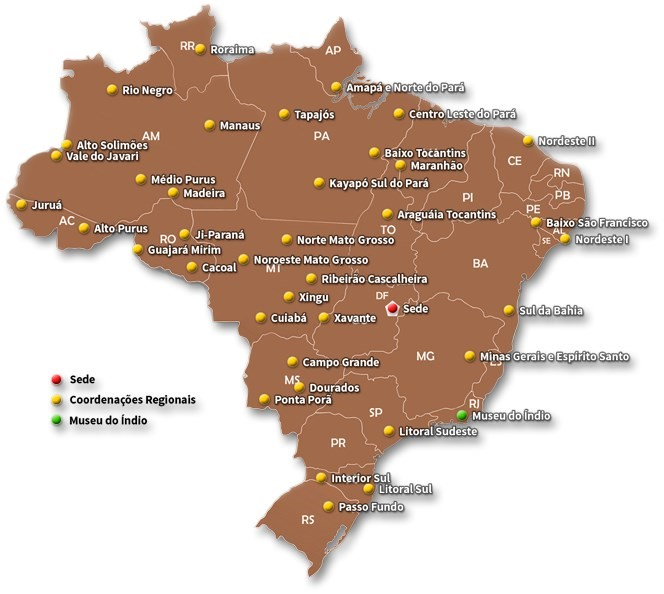 RR
Roraima
AP
Rio Negro
Amapá e Norte do Pará
Tapajós
Centro Leste do Pará
Manaus
AM
PA
Nordeste II
Alto Solimões
Vale do Javari
Baixo Tocãntins
Maranhão
CE
RN
Médio Purus
Kayapó Sul do Pará
Madeira
PB
PI
Juruá
PE
Araguáia Tocantins
AC
Baixo São Francisco
Alto Purus
TO
AL
Ji-Paraná
RO
Norte Mato Grosso
SE
Nordeste I
Guajará Mirim
Noroeste Mato Grosso
BA
Cacoal
MT
Ribeirão Cascalheira
Xingu
DF
Sede
Sul da Bahia
Cuiabá
Xavante
MG
Minas Gerais e Espírito Santo
ES
Campo Grande
MS
Dourados
Ponta Porã
RJ
SP
Museu do Índio
Litoral Sudeste
PR
Interior Sul
Litoral Sul
Passo Fundo
RS
Sede
Coordenações Regionais
Museu do Índio